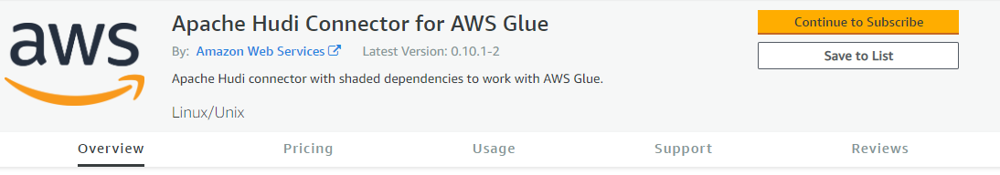 aws
Apache Hudi Connector for AWS Glue
By: Amazon Web Services Latest Version: 0.10.1-2
Apache Hudi connector with shaded dependencies to work with AWS Glue.
Linux/Unix
Continue to Subscribe
Save to List
Overview Pricing Usage Support Reviews